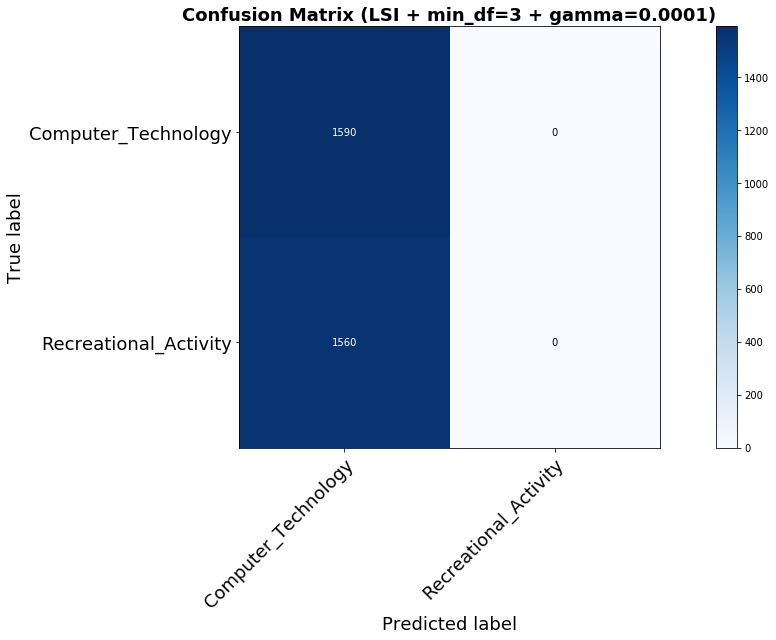 Confusion Matrix (LSI + min_df=3 + gamma=0.0001)
True label
Computer_Technology
Recreational_Activity
1590
0
1560
0
Computer_Technology
Recreational_Activity
Predicted label
1400
1200
1000
800
600
400
200
0